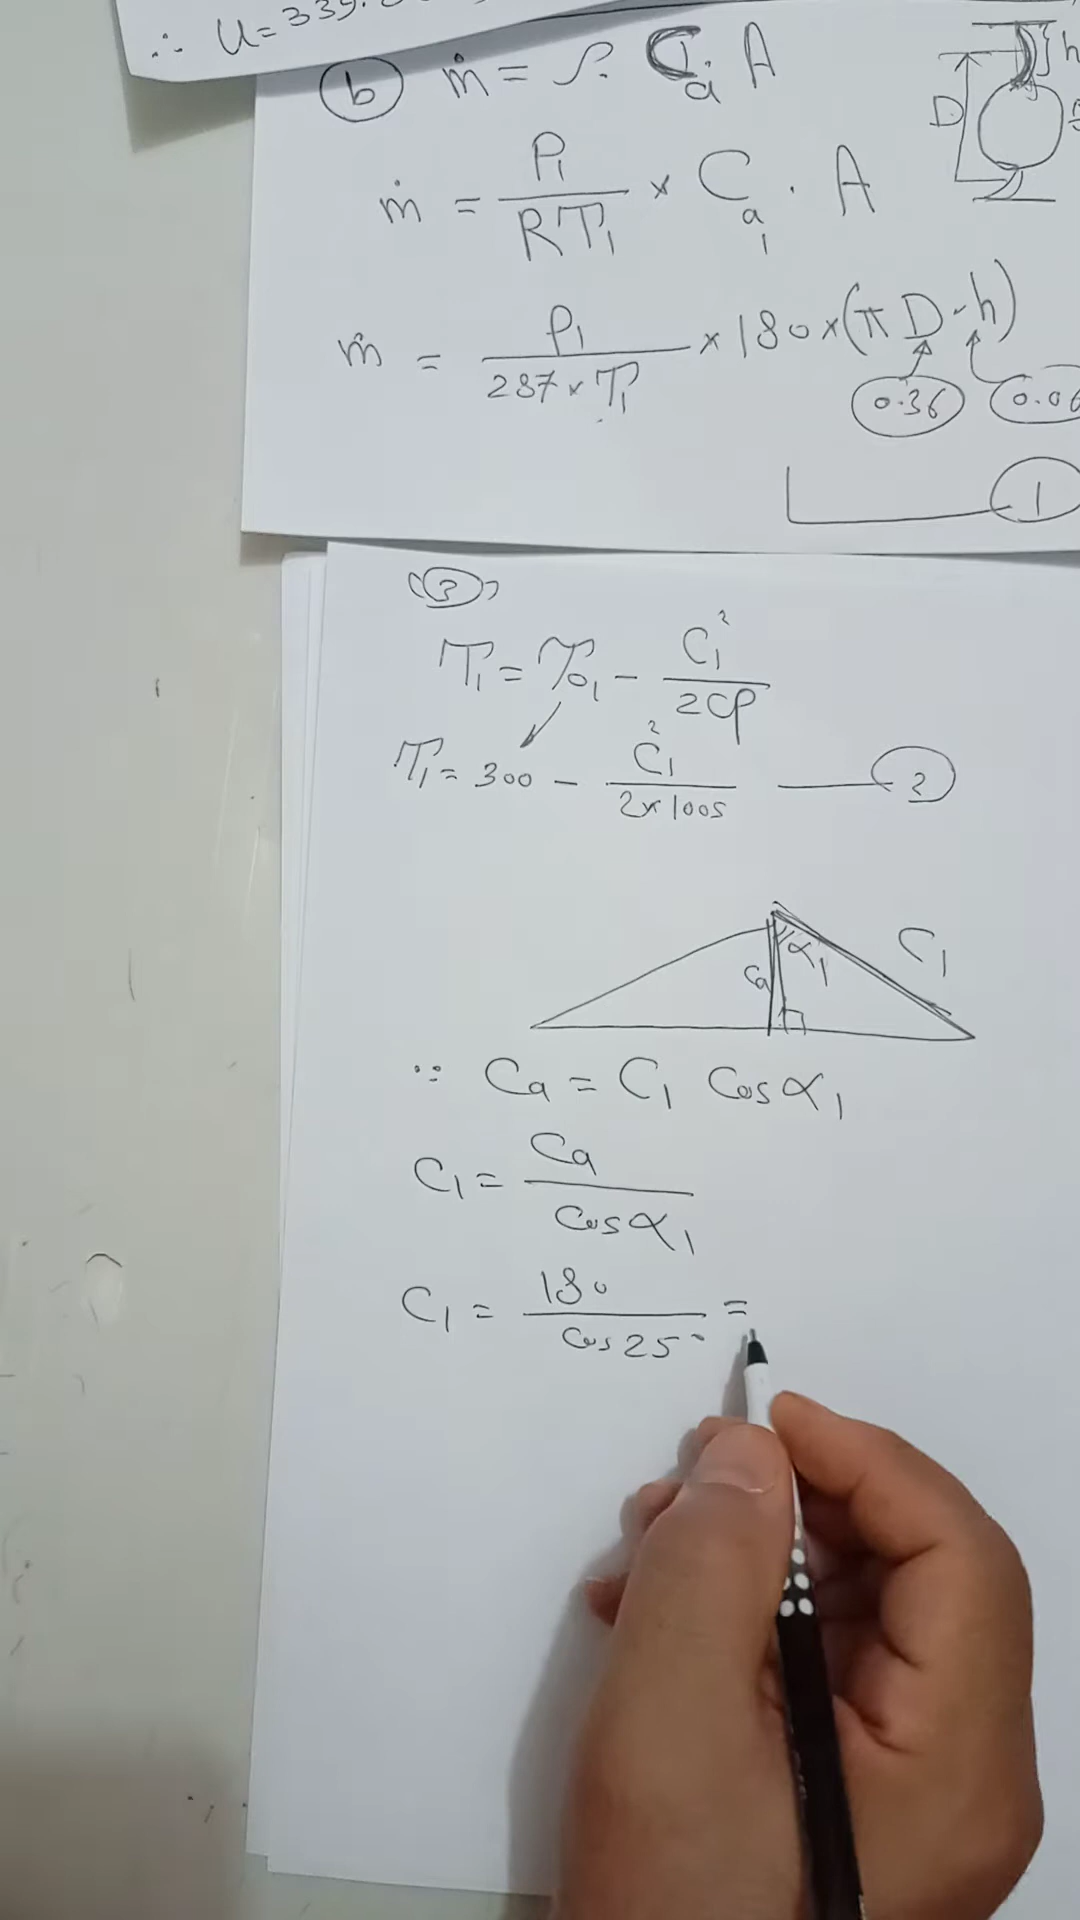 ∴ U = 339.
(b) ṁ = ρ. Ca. A
D
h
ṁ = P₁ / RT₁ × Ca₁ . A
ṁ = P₁ / 287 × T₁ × 180 × (π D . h)
0.36
0.06
1
(3)
T₁ = T₀₁ − C₁² / 2Cp
T₁ = 300 − C₁² / 2×1005 —— 2
Ca α₁ C₁
∵ Ca = C₁ Cos α₁
C₁ = Ca / Cos α₁
C₁ = 180 / Cos 25° =